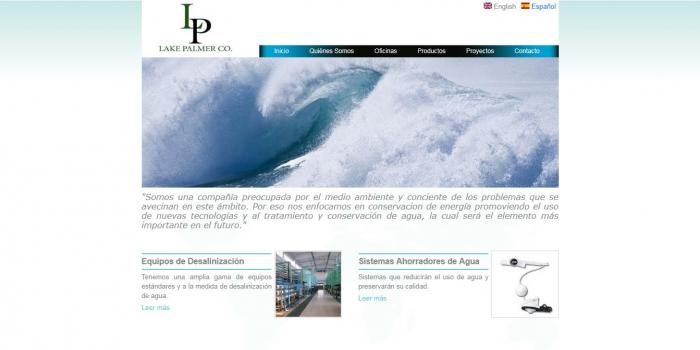 English Español
LP
LAKE PALMER CO.
Inicio Quiénes Somos Oficinas Productos Proyectos Contacto
"Somos una compañia preocupada por el medio ambiente y conciente de los problemas que se
avecinan en este ámbito. Por eso nos enfocamos en conservacion de energía promoviendo el uso
de nuevas tecnologias y al tratamiento y conservación de agua, la cual será el elemento más
importante en el futuro."
Equipos de Desalinización
Tenemos una amplia gama de equipos
estándares y a la medida de desalinización
de agua.
Leer más
Sistemas Ahorradores de Agua
Sistemas que reducirán el uso de agua y
preservarán su calidad.
Leer más